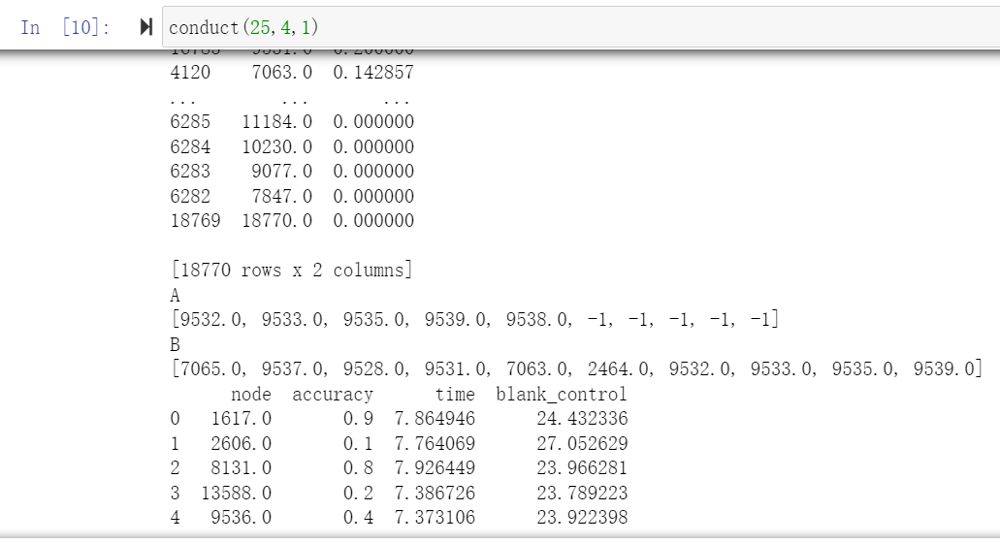 In [10]: conduct(25,4,1)
4120 7063.0 0.142857
... ... ...
6285 11184.0 0.000000
6284 10230.0 0.000000
6283 9077.0 0.000000
6282 7847.0 0.000000
18769 18770.0 0.000000
[18770 rows x 2 columns]
A
[9532.0, 9533.0, 9535.0, 9539.0, 9538.0, -1, -1, -1, -1, -1]
B
[7065.0, 9537.0, 9528.0, 9531.0, 7063.0, 2464.0, 9532.0, 9533.0, 9535.0, 9539.0]
node accuracy time blank_control
0 1617.0 0.9 7.864946 24.432336
1 2606.0 0.1 7.764069 27.052629
2 8131.0 0.8 7.926449 23.966281
3 13588.0 0.2 7.386726 23.789223
4 9536.0 0.4 7.373106 23.922398